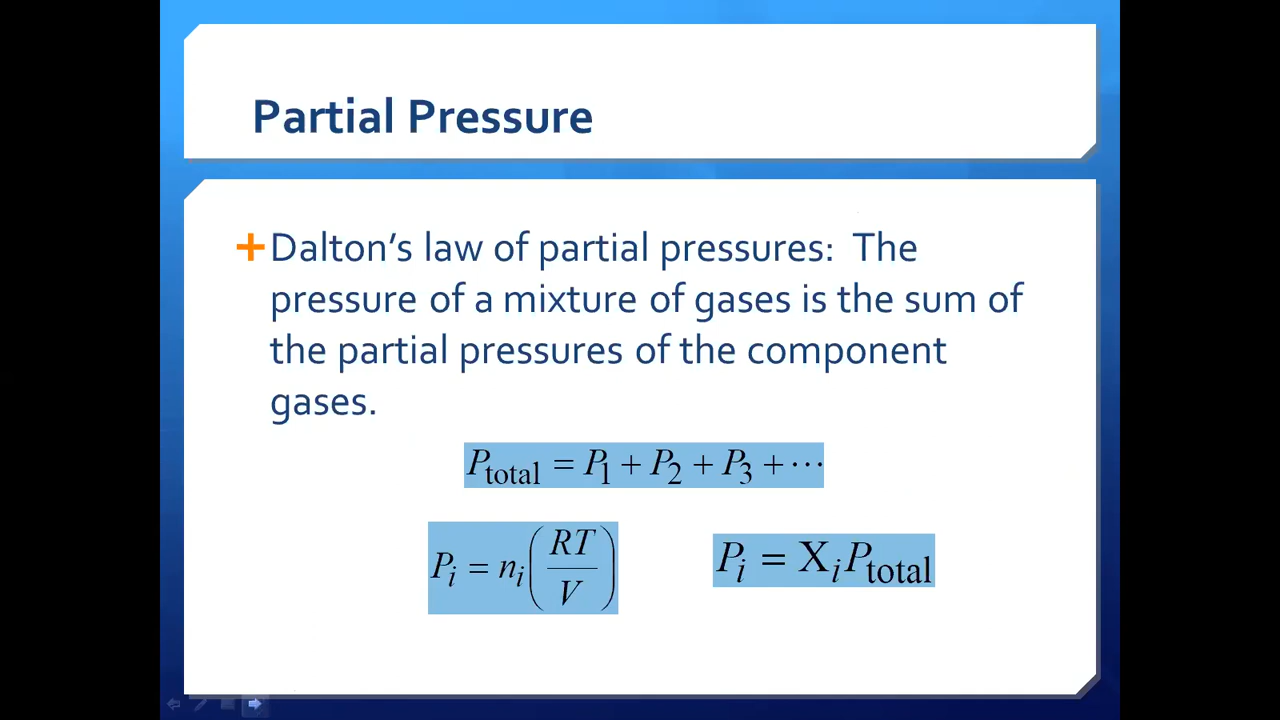 Partial Pressure
Dalton’s law of partial pressures:  The
pressure of a mixture of gases is the sum of
the partial pressures of the component
gases.
P_total = P_1 + P_2 + P_3 + ⋯
P_i = n_i (RT/V)
P_i = X_i P_total